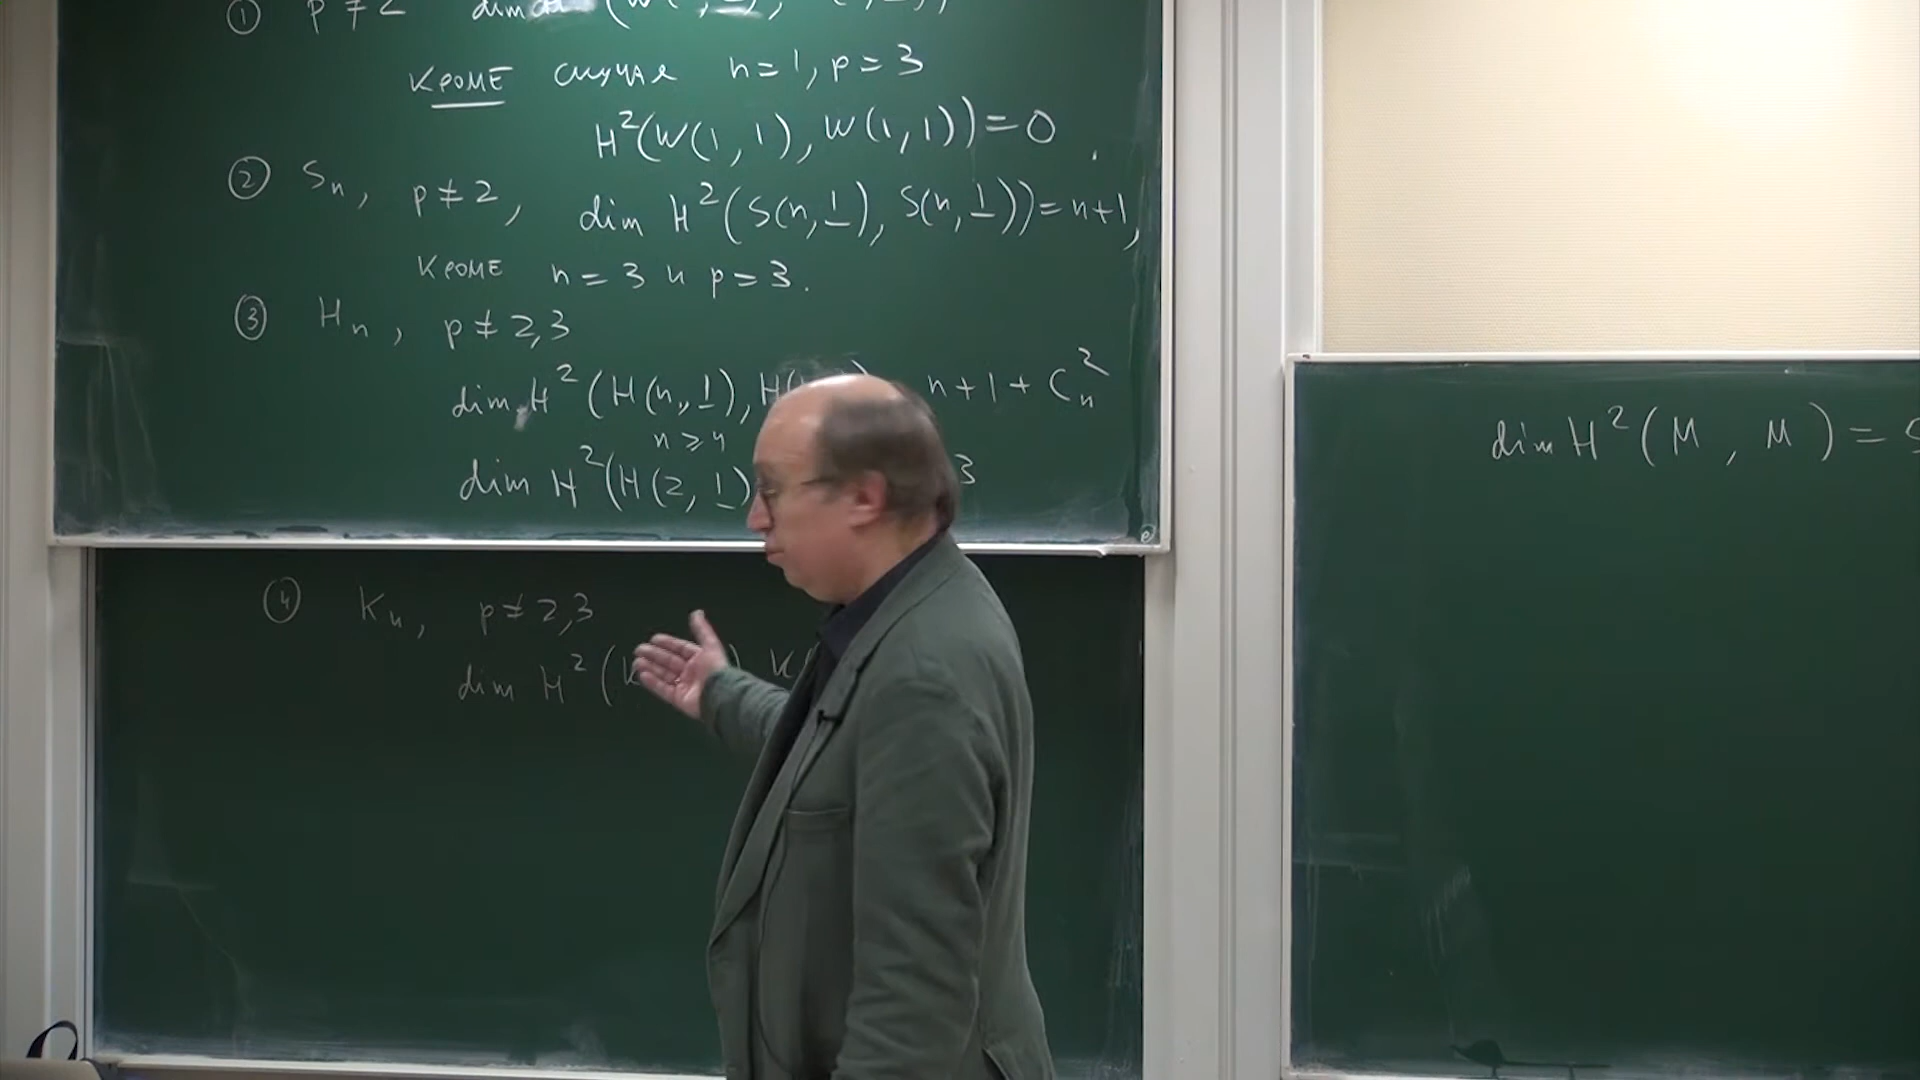 ① p ≠ 2 dim
КРОМЕ случая n = 1, p = 3
H²(W(1, 1), W(1, 1)) = 0.
② Sₙ, p ≠ 2, dim H²(S(n, <u>1</u>), S(n, <u>1</u>)) = n+1,
КРОМЕ n = 3 и p = 3.
③ Hₙ, p ≠ 2,3
dim H²(H(n, <u>1</u>), H( n + 1 + Cₙ²
n ⩾ 4
dim H²(H(2, <u>1</u>) 3
④ Kₙ, p ≠ 2,3
dim H²(K ) K
dim H²(M, M) = 5